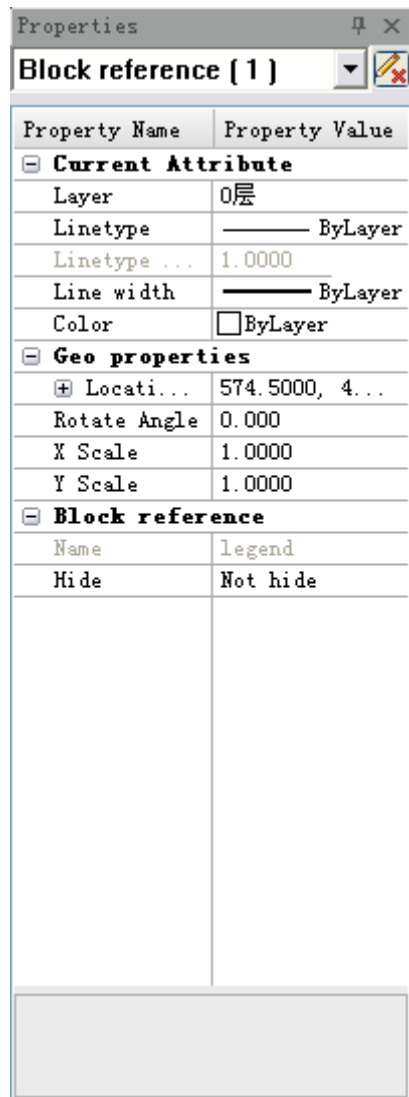 Properties
Block reference ( 1 )
Property Name Property Value
Current Attribute
Layer 0层
Linetype ByLayer
Linetype ... 1.0000
Line width ByLayer
Color ByLayer
Geo properties
Locati... 574.5000, 4...
Rotate Angle 0.000
X Scale 1.0000
Y Scale 1.0000
Block reference
Name legend
Hide Not hide